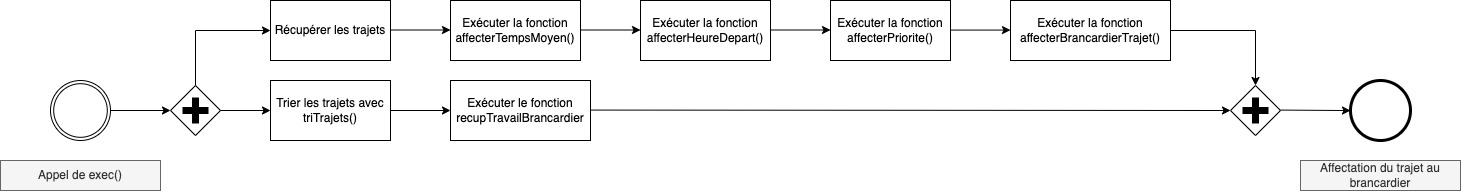 Récupérer les trajets
Exécuter la fonction
affecterTempsMoyen()
Exécuter la fonction
affecterHeureDepart()
Exécuter la fonction
affecterPriorite()
Exécuter la fonction
affecterBrancardierTrajet()
Trier les trajets avec
triTrajets()
Exécuter le fonction
recupTravailBrancardier
Appel de exec()
Affectation du trajet au
brancardier